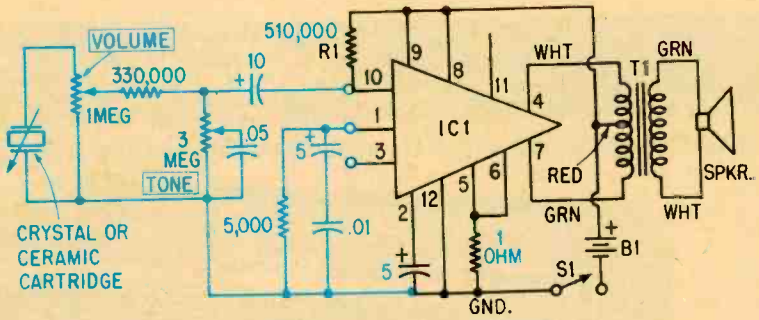 VOLUME
330,000
1MEG
10
+
510,000
R1
10
9
8
11
WHT
4
T1
GRN
1
3
IC1
7
3
MEG
.05
5
+
TONE
2
12
5
6
RED
GRN
SPKR.
WHT
5,000
.01
+
5
1
OHM
+
B1
S1
GND.
CRYSTAL OR
CERAMIC
CARTRIDGE